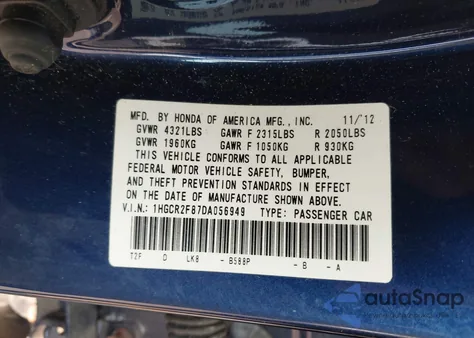 MFD. BY HONDA OF AMERICA MFG., INC. 11/12
GVWR 4321LBS GAWR F 2315LBS R 2050LBS
GVWR 1960KG GAWR F 1050KG R 930KG
THIS VEHICLE CONFORMS TO ALL APPLICABLE
FEDERAL MOTOR VEHICLE SAFETY, BUMPER,
AND THEFT PREVENTION STANDARDS IN EFFECT
ON THE DATE OF MANUFACTURE SHOWN ABOVE.
V.I.N.: 1HGCR2F87DA056949 TYPE: PASSENGER CAR
T2F 0 LK8 -B588P -B -A
autoSnap